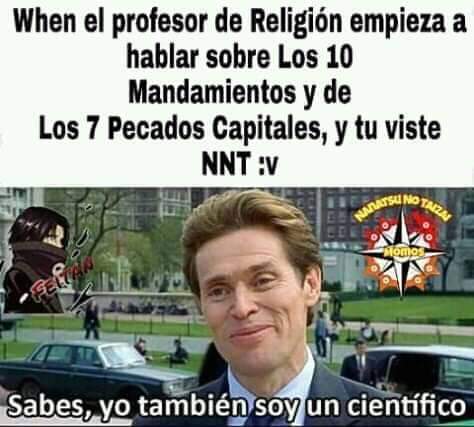 When el profesor de Religión empieza a
hablar sobre Los 10
Mandamientos y de
Los 7 Pecados Capitales, y tu viste
NNT :v
NANATSU NO TAIZAI
Momos
FEITAN
Sabes, yo también soy un científico